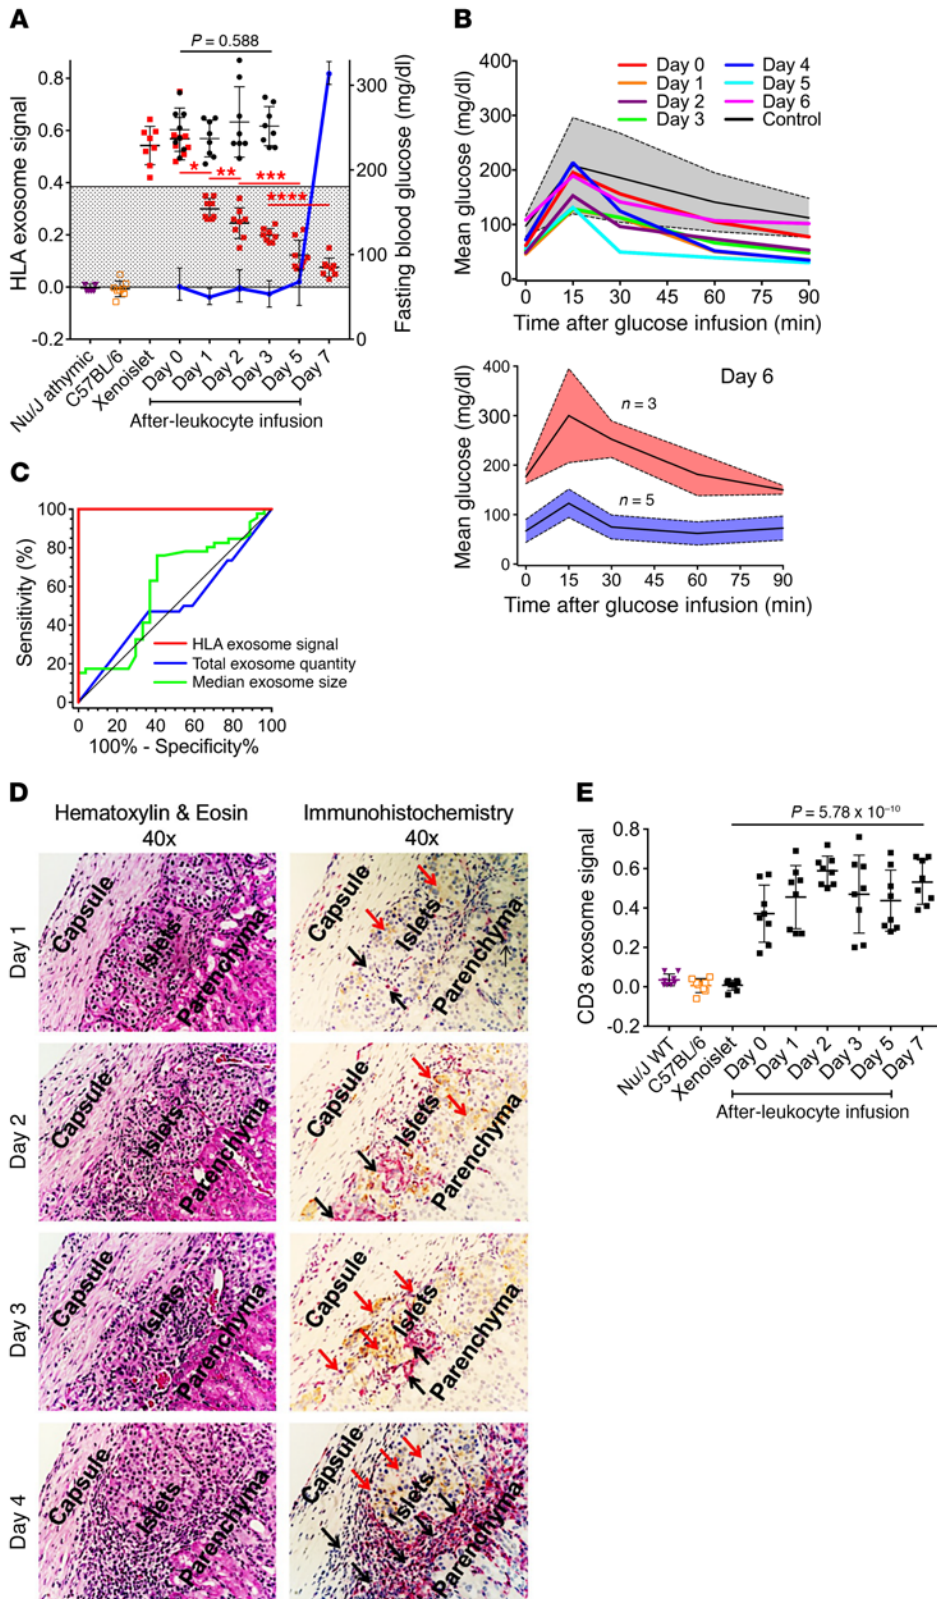 A
P = 0.588
HLA exosome signal
0.8
0.6
0.4
0.2
0.0
-0.2
Fasting blood glucose (mg/dl)
300
200
100
0
*
**
***
****
Nu/J athymic
C57BL/6
Xenoislet
Day 0
Day 1
Day 2
Day 3
Day 5
Day 7
After-leukocyte infusion
B
Mean glucose (mg/dl)
400
300
200
100
0
Day 0
Day 1
Day 2
Day 3
Day 4
Day 5
Day 6
Control
0
15
30
45
60
75
90
Time after glucose infusion (min)
Day 6
Mean glucose (mg/dl)
400
300
200
100
0
n = 3
n = 5
0
15
30
45
60
75
90
Time after glucose infusion (min)
C
Sensitivity (%)
100
80
60
40
20
0
HLA exosome signal
Total exosome quantity
Median exosome size
0
20
40
60
80
100
100% - Specificity%
D
Hematoxylin & Eosin
40x
Immunohistochemistry
40x
Day 1
Capsule
Islets
Parenchyma
Capsule
Islets
Parenchyma
Day 2
Capsule
Islets
Parenchyma
Capsule
Islets
Parenchyma
Day 3
Capsule
Islets
Parenchyma
Capsule
Islets
Parenchyma
Day 4
Capsule
Islets
Parenchyma
Capsule
Islets
Parenchyma
E
P = 5.78 x 10⁻¹⁰
CD3 exosome signal
0.8
0.6
0.4
0.2
0.0
-0.2
Nu/J WT
C57BL/6
Xenoislet
Day 0
Day 1
Day 2
Day 3
Day 5
Day 7
After-leukocyte infusion